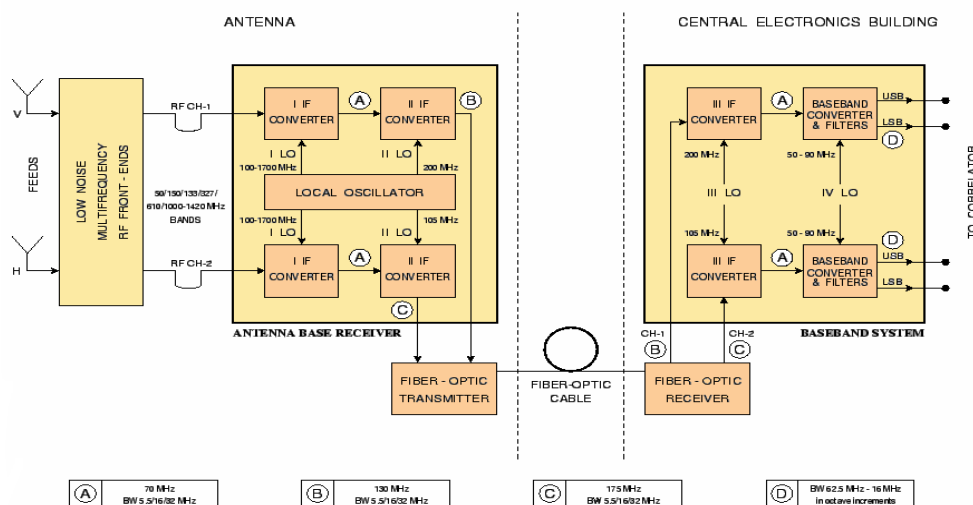 ANTENNA
CENTRAL ELECTRONICS BUILDING
V
H
FEEDS
LOW NOISE
MULTIFREQUENCY
RF FRONT - ENDS
RF CH-1
50/150/133/327/
610/1000-1420 MHz
BANDS
RF CH-2
I IF
CONVERTER
A
II IF
CONVERTER
B
I LO
100-1700 MHz
II LO
200 MHz
LOCAL OSCILLATOR
100-1700 MHz
I LO
105 MHz
II LO
I IF
CONVERTER
A
II IF
CONVERTER
C
ANTENNA BASE RECEIVER
FIBER - OPTIC
TRANSMITTER
FIBER-OPTIC
CABLE
FIBER - OPTIC
RECEIVER
CH-1
B
CH-2
C
III IF
CONVERTER
A
BASEBAND
CONVERTER
& FILTERS
USB
LSB
D
200 MHz
50 - 90 MHz
III LO
IV LO
105 MHz
50 - 90 MHz
III IF
CONVERTER
A
BASEBAND
CONVERTER
& FILTERS
D
USB
LSB
BASEBAND SYSTEM
TO CORRELATOR
A
70 MHz
BW 5.5/16/32 MHz
B
130 MHz
BW 5.5/16/32 MHz
C
175 MHz
BW 5.5/16/32 MHz
D
BW 62.5 MHz - 16 MHz
in octave increments